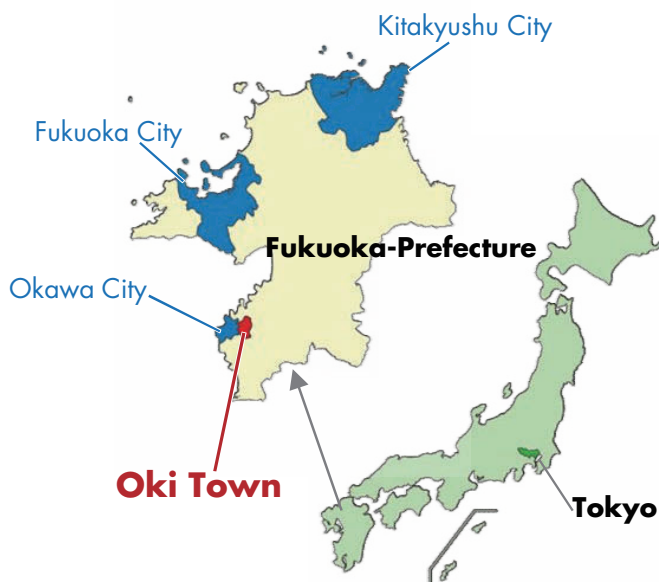 Kitakyushu City
Fukuoka City
Fukuoka-Prefecture
Okawa City
Oki Town
Tokyo